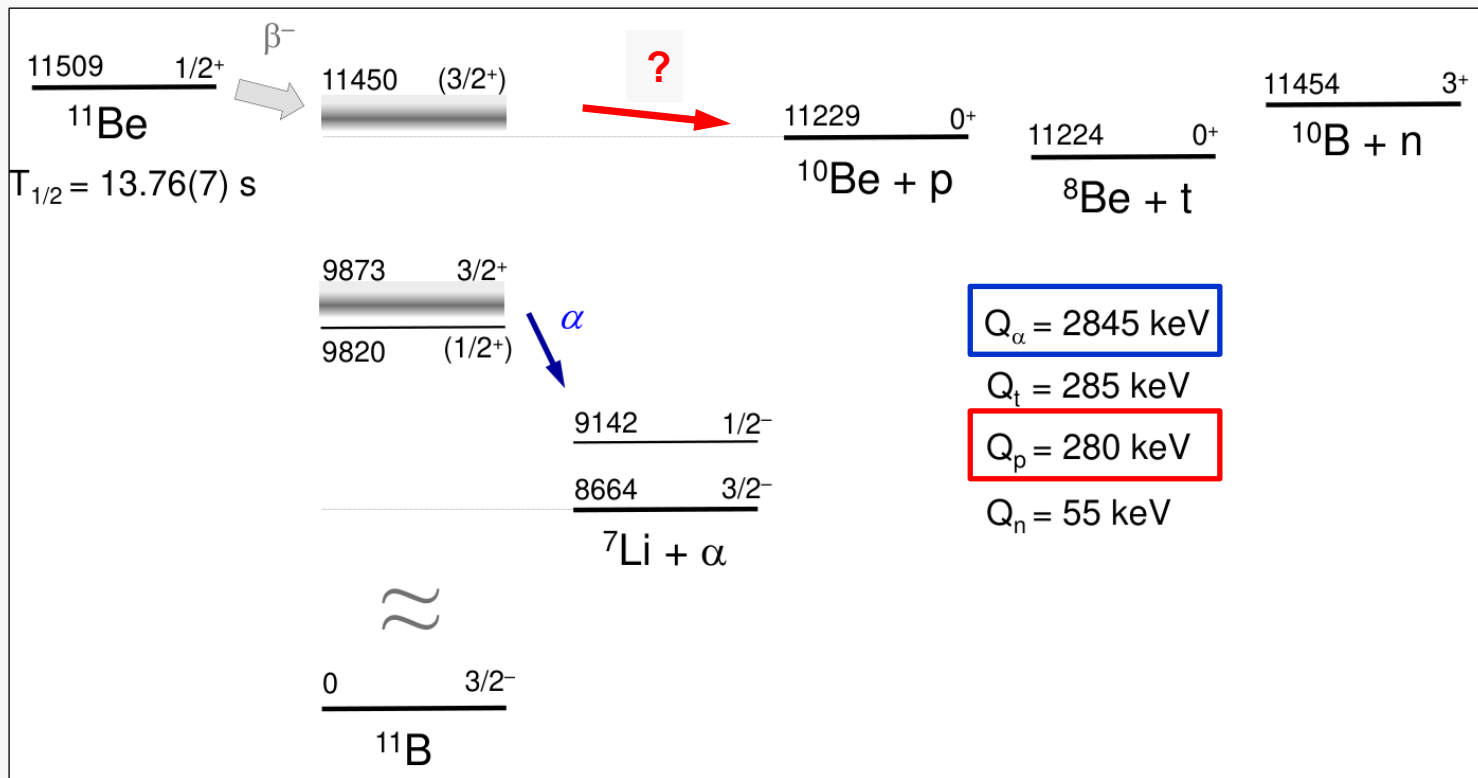 β⁻
11509 1/2⁺
¹¹Be
T₁/₂ = 13.76(7) s
11450 (3/2⁺)
?
11229 0⁺
¹⁰Be + p
11224 0⁺
⁸Be + t
11454 3⁺
¹⁰B + n
9873 3/2⁺
9820 (1/2⁺)
α
9142 1/2⁻
8664 3/2⁻
⁷Li + α
Qα = 2845 keV
Qₜ = 285 keV
Qₚ = 280 keV
Qₙ = 55 keV
≈
0 3/2⁻
¹¹B